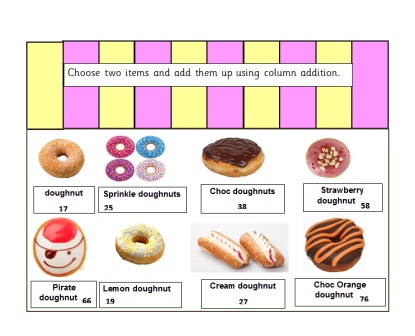 Choose two items and add them up using column addition.
doughnut
17
Sprinkle doughnuts
25
Choc doughnuts
38
Strawberry
doughnut 58
Pirate
doughnut 66
Lemon doughnut
19
Cream doughnut
27
Choc Orange
doughnut 76